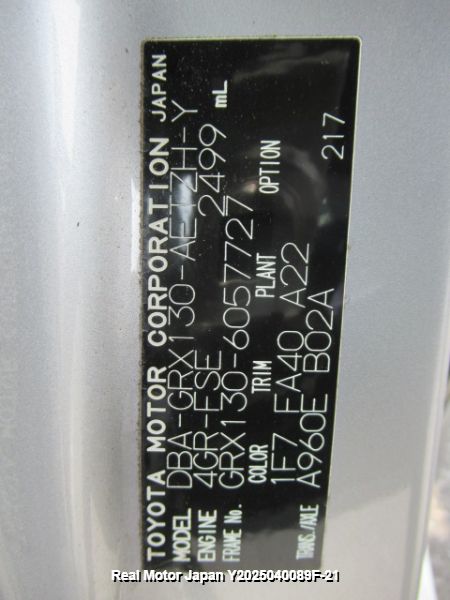 TOYOTA MOTOR CORPORATION JAPAN
MODEL DBA-GRX130-AETZH-Y
ENGINE 4GR-FSE 2499 mL
FRAME No. GRX130-6057727
COLOR TRIM PLANT OPTION
1F7 FA40 A22 217
TRANS./AXLE A960E B02A
Real Motor Japan Y2025040089F-21